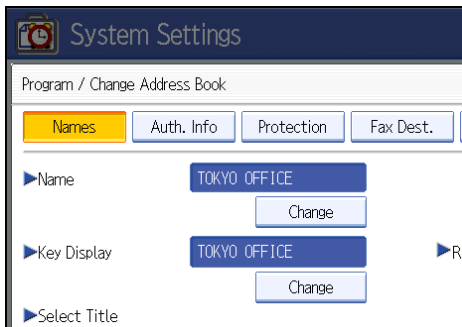 System Settings
Program / Change Address Book
Names Auth. Info Protection Fax Dest.
▶Name TOKYO OFFICE
Change
▶Key Display TOKYO OFFICE ▶R
Change
▶Select Title